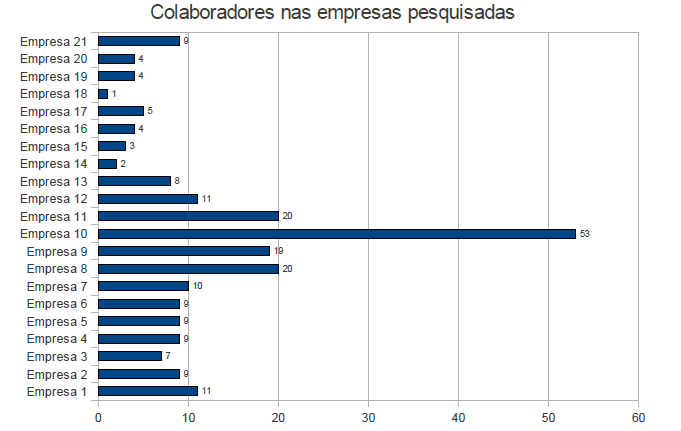 Colaboradores nas empresas pesquisadas
Empresa 21 9
Empresa 20 4
Empresa 19 4
Empresa 18 1
Empresa 17 5
Empresa 16 4
Empresa 15 3
Empresa 14 2
Empresa 13 8
Empresa 12 11
Empresa 11 20
Empresa 10 53
Empresa 9 19
Empresa 8 20
Empresa 7 10
Empresa 6 9
Empresa 5 9
Empresa 4 9
Empresa 3 7
Empresa 2 9
Empresa 1 11
0 10 20 30 40 50 60